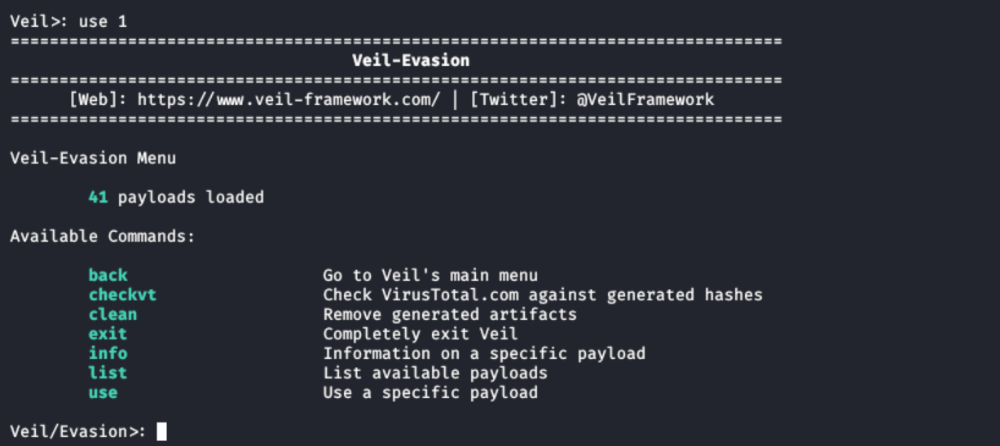 Veil>: use 1
===============================================================================
Veil-Evasion
===============================================================================
[Web]: https://www.veil-framework.com/ | [Twitter]: @VeilFramework
===============================================================================
Veil-Evasion Menu
41 payloads loaded
Available Commands:
back Go to Veil's main menu
checkvt Check VirusTotal.com against generated hashes
clean Remove generated artifacts
exit Completely exit Veil
info Information on a specific payload
list List available payloads
use Use a specific payload
Veil/Evasion>: